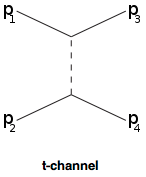 p₁ p₃
p₂ p₄
t-channel